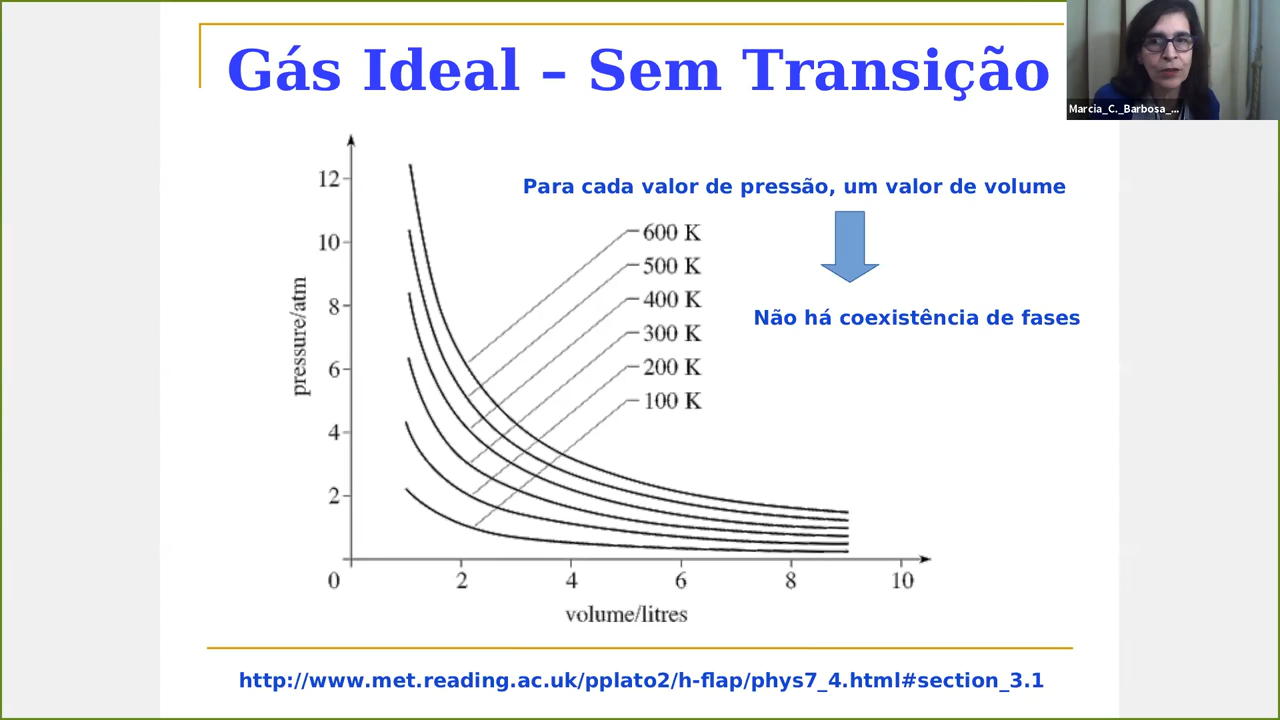 Gás Ideal – Sem Transição
Marcia_C._Barbosa_...
Para cada valor de pressão, um valor de volume
Não há coexistência de fases
pressure/atm
12
10
8
6
4
2
0
2
4
6
8
10
volume/litres
600 K
500 K
400 K
300 K
200 K
100 K
http://www.met.reading.ac.uk/pplato2/h-flap/phys7_4.html#section_3.1